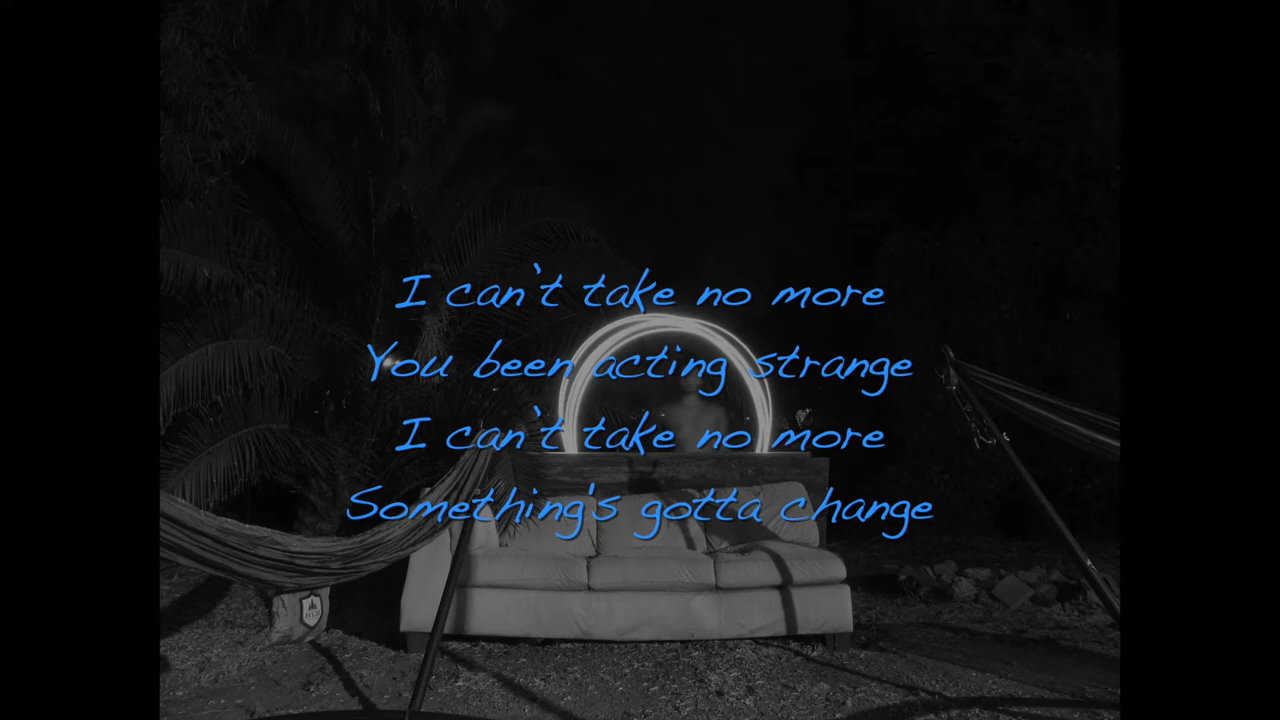 I can't take no more
You been acting strange
I can't take no more
Something's gotta change